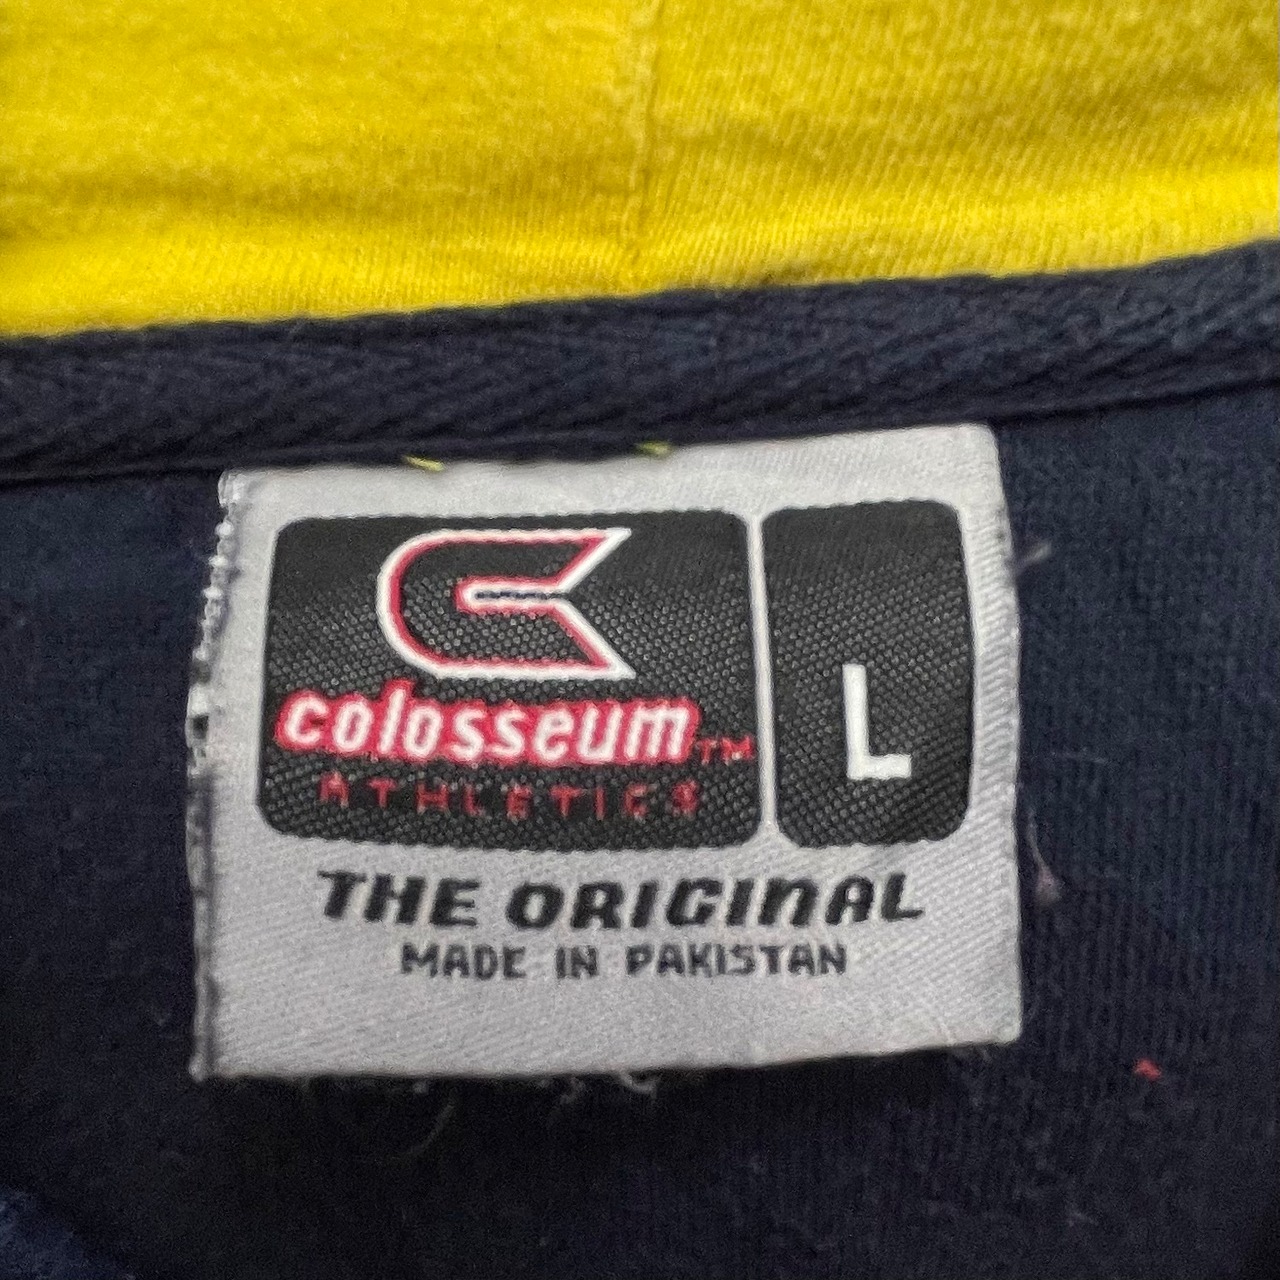 colosseum™
ATHLETICS
L
THE ORIGINAL
MADE IN PAKISTAN